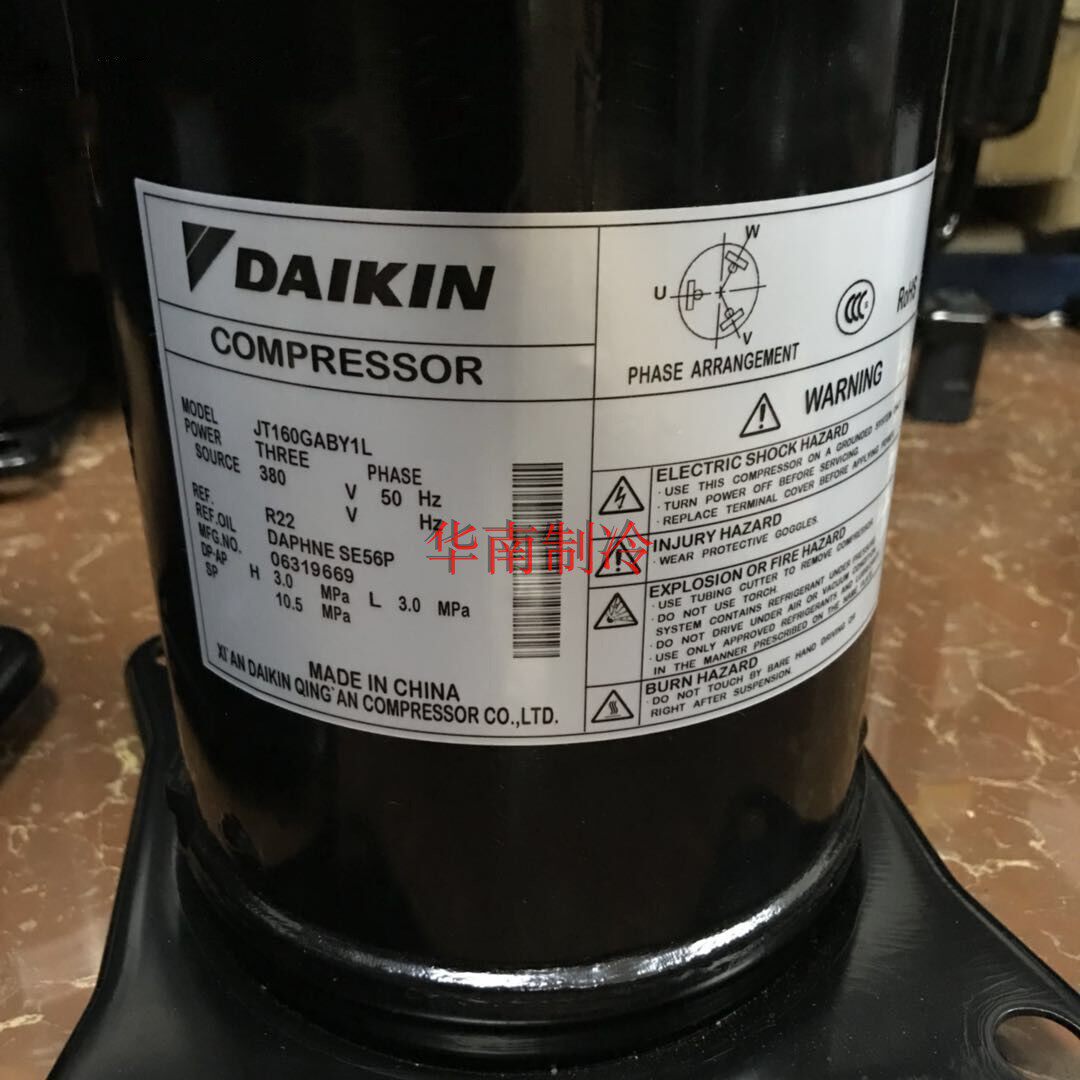 DAIKIN
COMPRESSOR
MODEL JT160GABY1L
POWER SOURCE THREE PHASE
380 V 50 Hz
V Hz
REF. R22
REF.OIL DAPHNE SE56P
MFG.NO. 06319669
DP-AP H 3.0 MPa L 3.0 MPa
SP 10.5 MPa
MADE IN CHINA
XI'AN DAIKIN QING'AN COMPRESSOR CO.,LTD.
W
U
V
PHASE ARRANGEMENT
CCC S
RoHS
WARNING
ELECTRIC SHOCK HAZARD
· USE THIS COMPRESSOR ON A GROUNDED SYSTEM
· TURN POWER OFF BEFORE SERVICING.
· REPLACE TERMINAL COVER BEFORE APPLYING POWER.
INJURY HAZARD
· WEAR PROTECTIVE GOGGLES.
EXPLOSION OR FIRE HAZARD
· USE TUBING CUTTER TO REMOVE COMPRESSOR.
· DO NOT USE TORCH.
SYSTEM CONTAINS REFRIGERANT UNDER PRESSURE
· DO NOT DRIVE UNDER AIR OR VACUUM CONDITION.
· USE ONLY APPROVED REFRIGERANTS AND
IN THE MANNER PRESCRIBED ON THE NAME
BURN HAZARD
· DO NOT TOUCH BY BARE HAND DRIVING OR
RIGHT AFTER SUSPENSION.
华南制冷